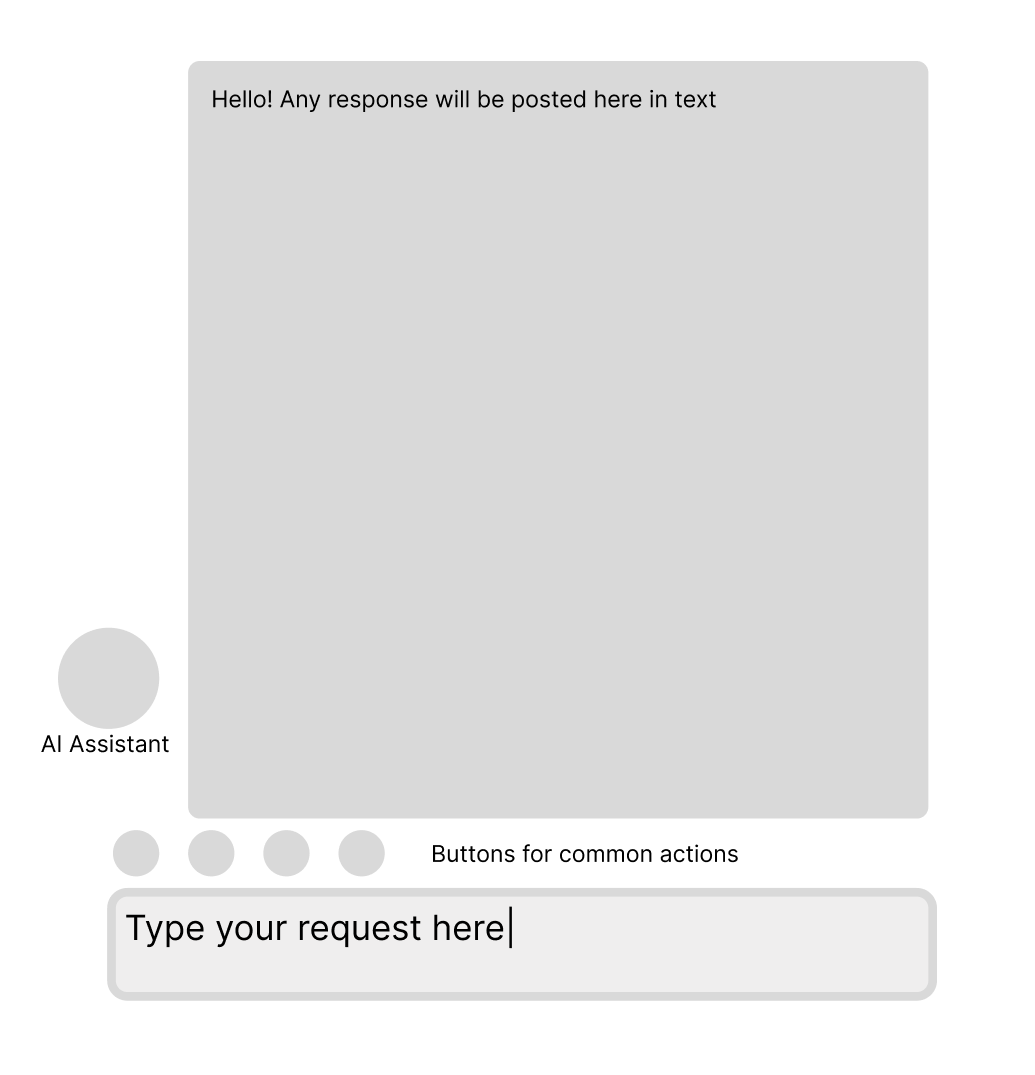 Hello! Any response will be posted here in text
AI Assistant
Buttons for common actions
Type your request here